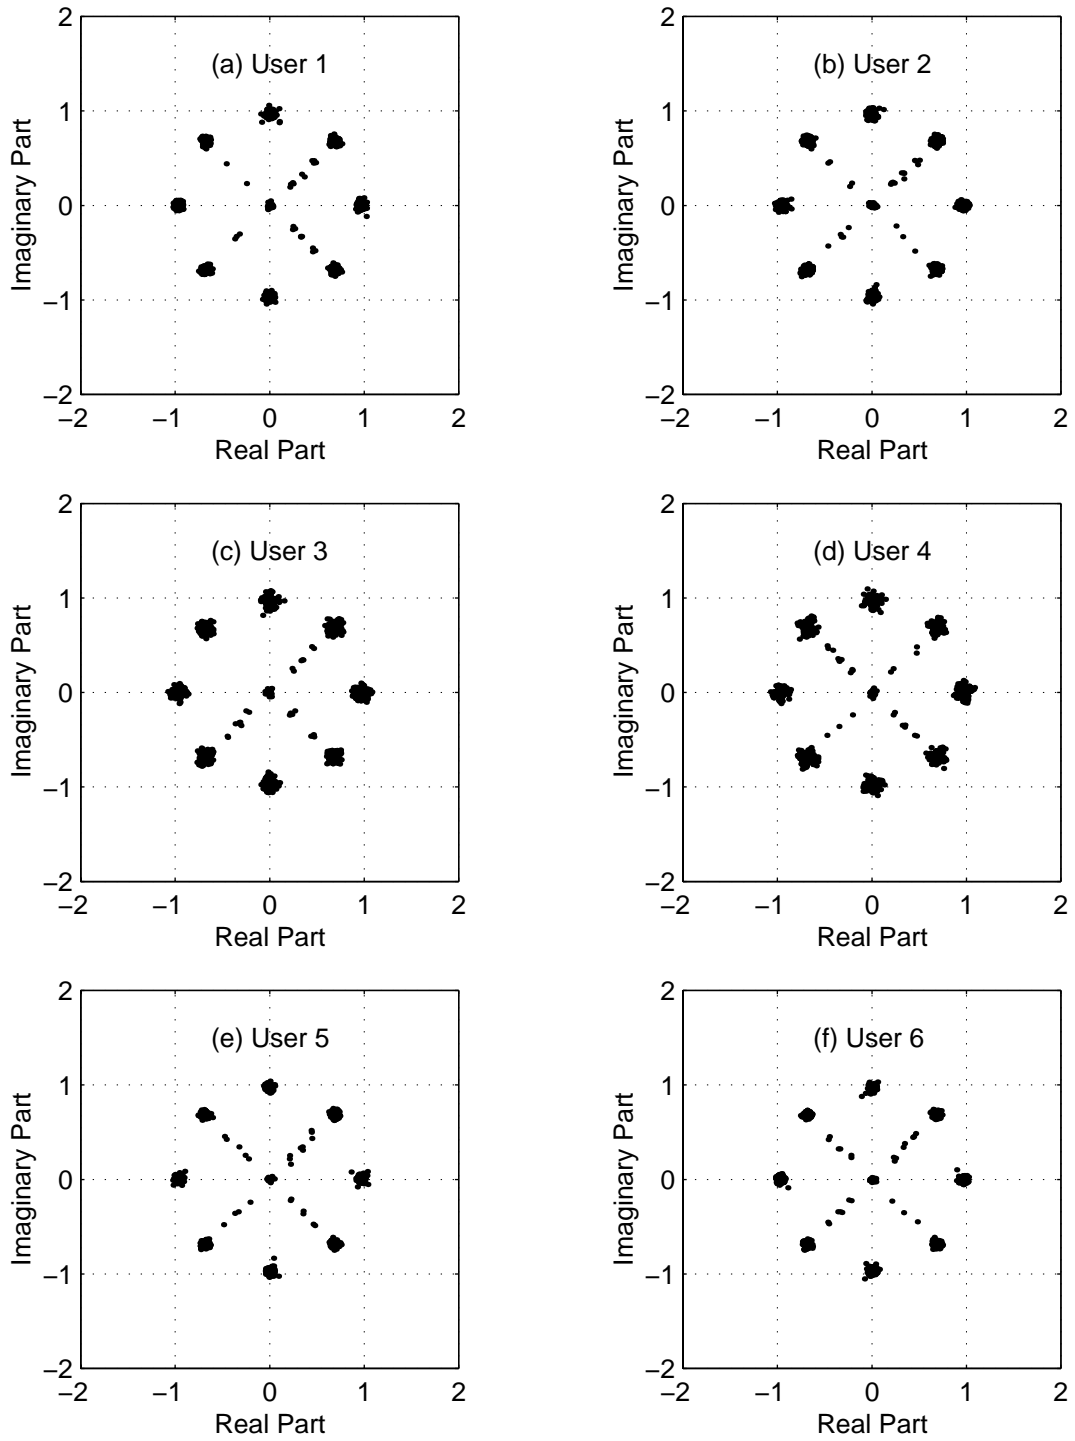 2
(a) User 1
1
0
−1
−2
−2 −1 0 1 2
Real Part
Imaginary Part
2
(b) User 2
1
0
−1
−2
−2 −1 0 1 2
Real Part
Imaginary Part
2
(c) User 3
1
0
−1
−2
−2 −1 0 1 2
Real Part
Imaginary Part
2
(d) User 4
1
0
−1
−2
−2 −1 0 1 2
Real Part
Imaginary Part
2
(e) User 5
1
0
−1
−2
−2 −1 0 1 2
Real Part
Imaginary Part
2
(f) User 6
1
0
−1
−2
−2 −1 0 1 2
Real Part
Imaginary Part